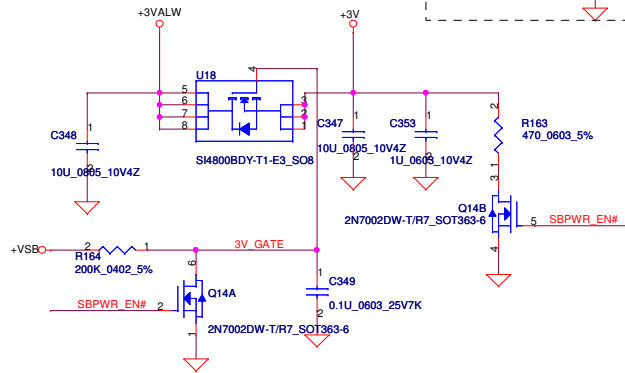 +3VALW
+3V
U18
4
5
6
7
8
3
2
1
SI4800BDY-T1-E3_SO8
C348
1
2
10U_0805_10V4Z
C347
1
2
10U_0805_10V4Z
C353
1
2
1U_0603_10V4Z
2
R163
470_0603_5%
1
3
Q14B
2N7002DW-T/R7_SOT363-6
5
SBPWR_EN#
4
+VSB
2
1
R164
200K_0402_5%
3V_GATE
6
Q14A
SBPWR_EN#
2
1
2N7002DW-T/R7_SOT363-6
1
C349
0.1U_0603_25V7K
2